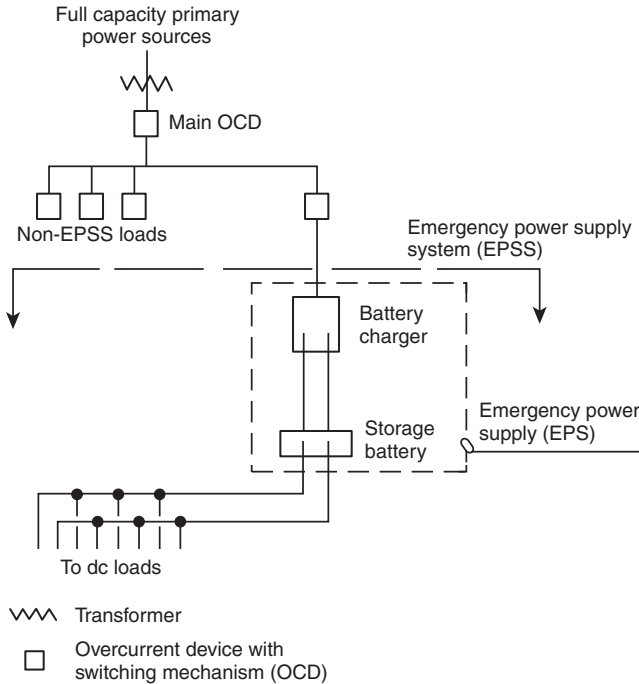 Full capacity primary
power sources
Main OCD
Non-EPSS loads
Emergency power supply
system (EPSS)
Battery
charger
Storage
battery
Emergency power
supply (EPS)
To dc loads
Transformer
Overcurrent device with
switching mechanism (OCD)